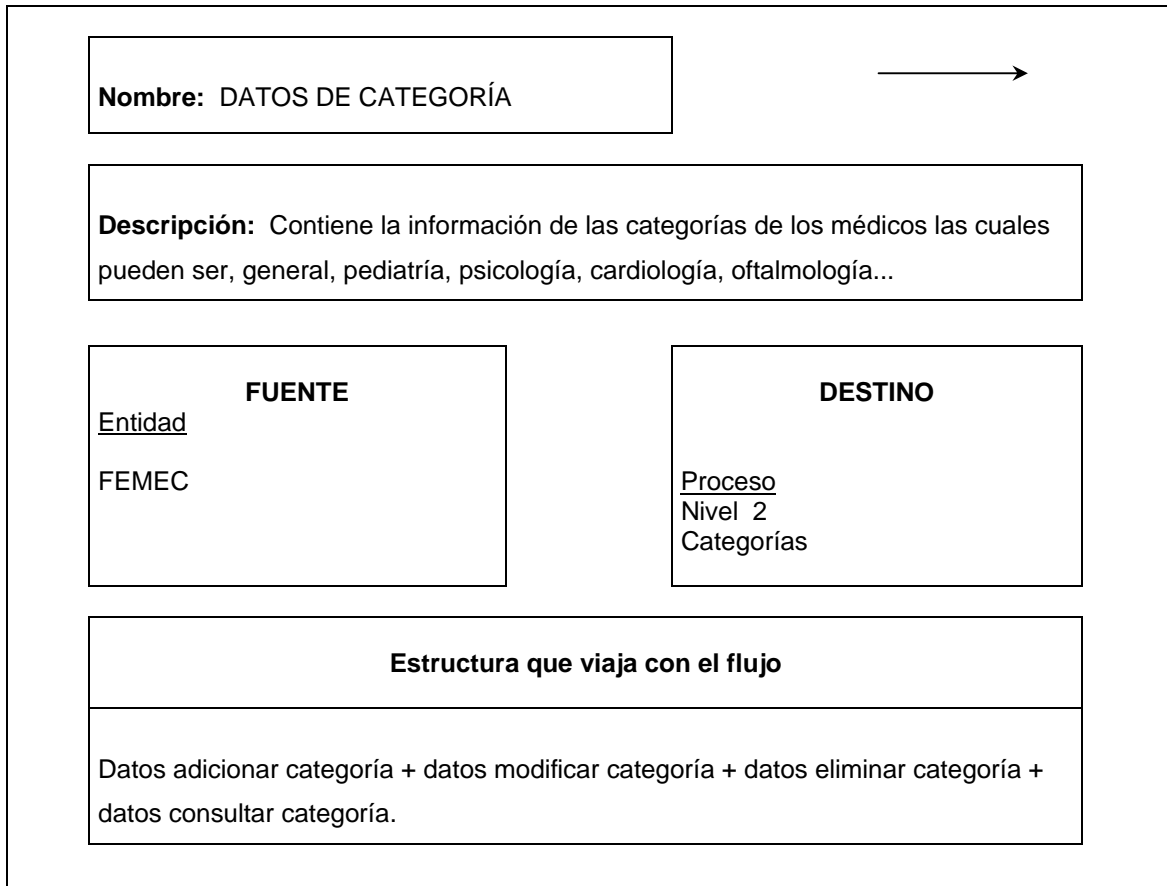 Nombre: DATOS DE CATEGORÍA
Descripción: Contiene la información de las categorías de los médicos las cuales
pueden ser, general, pediatría, psicología, cardiología, oftalmología...
FUENTE
Entidad
FEMEC
DESTINO
Proceso
Nivel 2
Categorías
Estructura que viaja con el flujo
Datos adicionar categoría + datos modificar categoría + datos eliminar categoría +
datos consultar categoría.